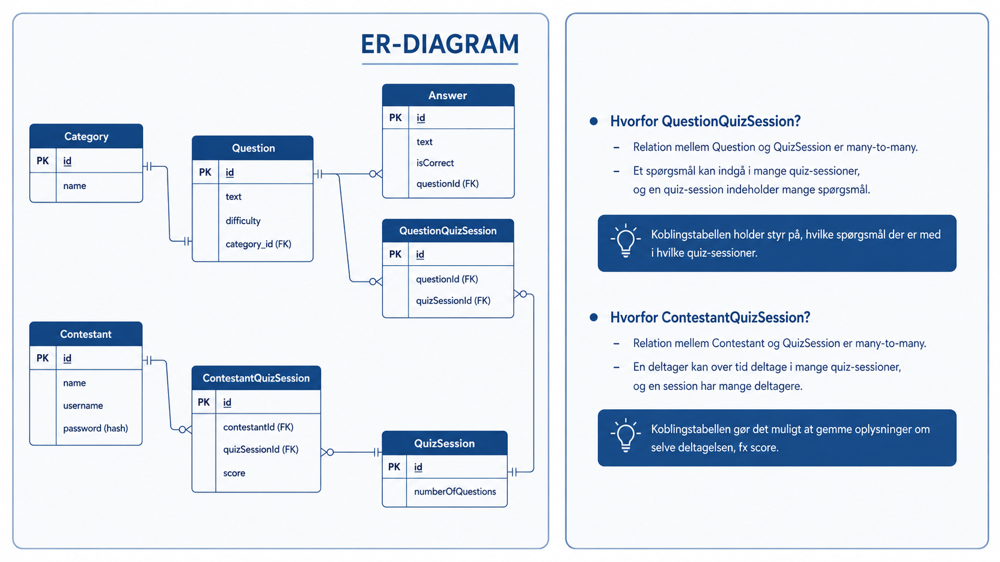 ER-DIAGRAM
Category
PK id
name
Question
PK id
text
difficulty
category_id (FK)
Answer
PK id
text
isCorrect
questionId (FK)
QuestionQuizSession
PK id
questionId (FK)
quizSessionId (FK)
Contestant
PK id
name
username
password (hash)
ContestantQuizSession
PK id
contestantId (FK)
quizSessionId (FK)
score
QuizSession
PK id
numberOfQuestions
● Hvorfor QuestionQuizSession?
– Relation mellem Question og QuizSession er many-to-many.
– Et spørgsmål kan indgå i mange quiz-sessioner,
og en quiz-session indeholder mange spørgsmål.
Koblingstabellen holder styr på, hvilke spørgsmål der er med
i hvilke quiz-sessioner.
● Hvorfor ContestantQuizSession?
– Relation mellem Contestant og QuizSession er many-to-many.
– En deltager kan over tid deltage i mange quiz-sessioner,
og en session har mange deltagere.
Koblingstabellen gør det muligt at gemme oplysninger om
selve deltagelsen, fx score.